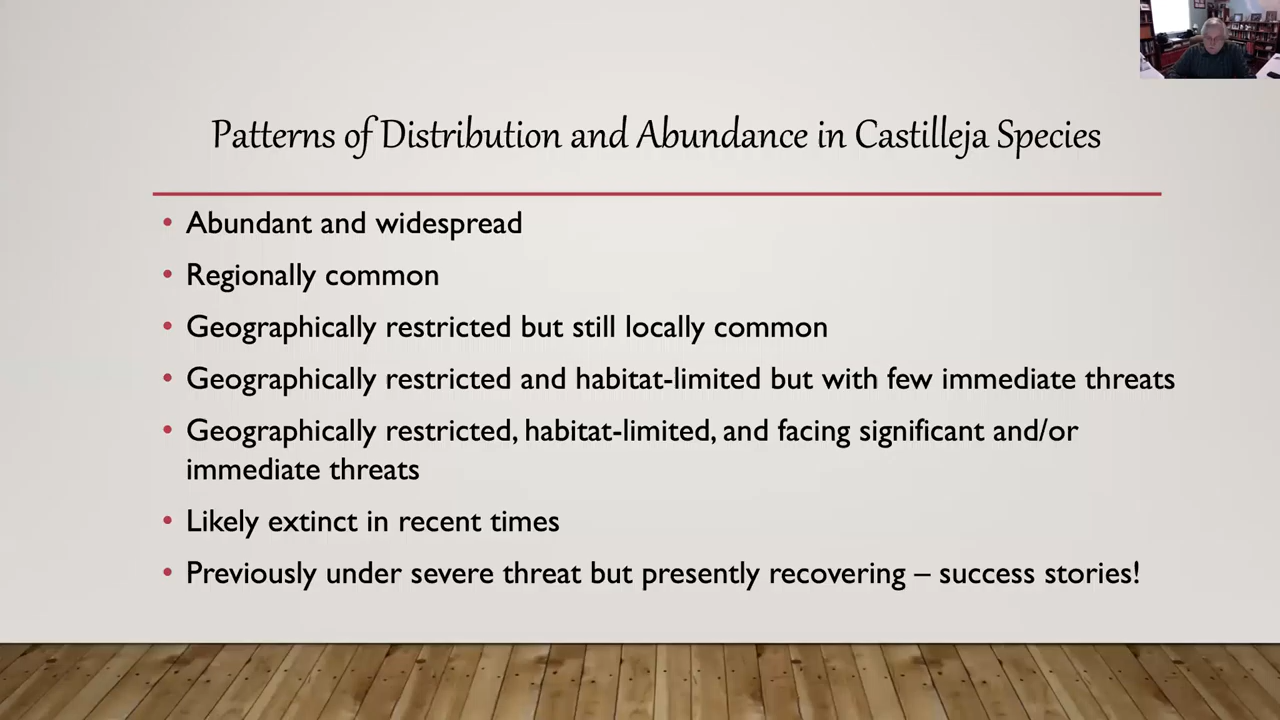 Patterns of Distribution and Abundance in Castilleja Species
• Abundant and widespread
• Regionally common
• Geographically restricted but still locally common
• Geographically restricted and habitat-limited but with few immediate threats
• Geographically restricted, habitat-limited, and facing significant and/or
immediate threats
• Likely extinct in recent times
• Previously under severe threat but presently recovering – success stories!